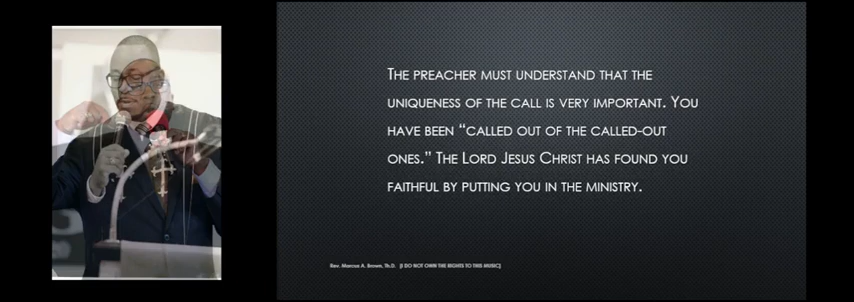 THE PREACHER MUST UNDERSTAND THAT THE
UNIQUENESS OF THE CALL IS VERY IMPORTANT. YOU
HAVE BEEN “CALLED OUT OF THE CALLED-OUT
ONES.” THE LORD JESUS CHRIST HAS FOUND YOU
FAITHFUL BY PUTTING YOU IN THE MINISTRY.
Rev. Marcus A. Brown, Th.D. (I DO NOT OWN THE RIGHTS TO THIS MUSIC)